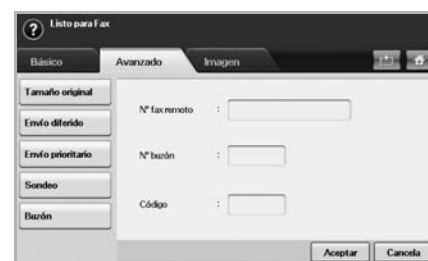 ? Listo para Fax
Básico
Avanzado
Imagen
Tamaño original
Envío diferido
Envío prioritario
Sondeo
Buzón
Nº fax remoto :
Nº buzón :
Código :
Aceptar
Cancela